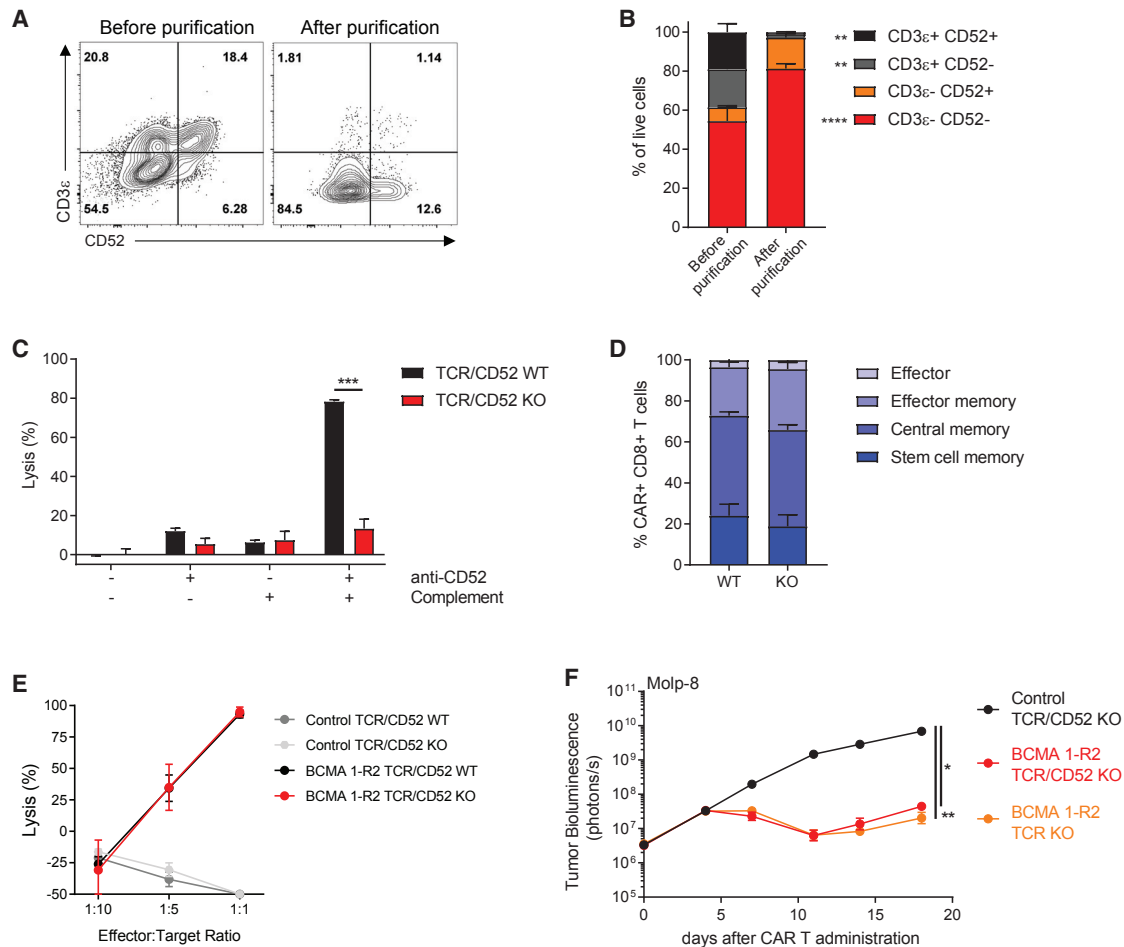 A
Before purification
After purification
20.8
18.4
1.81
1.14
54.5
6.28
84.5
12.6
CD3ε
CD52
B
% of live cells
100
80
60
40
20
0
Before
purification
After
purification
** CD3ε+ CD52+
** CD3ε+ CD52-
CD3ε- CD52+
**** CD3ε- CD52-
C
Lysis (%)
100
80
60
40
20
0
***
TCR/CD52 WT
TCR/CD52 KO
- + - + anti-CD52
- - + + Complement
D
% CAR+ CD8+ T cells
100
80
60
40
20
0
WT
KO
Effector
Effector memory
Central memory
Stem cell memory
E
Lysis (%)
100
75
50
25
0
-25
-50
1:10
1:5
1:1
Effector:Target Ratio
Control TCR/CD52 WT
Control TCR/CD52 KO
BCMA 1-R2 TCR/CD52 WT
BCMA 1-R2 TCR/CD52 KO
F
Molp-8
Tumor Bioluminescence
(photons/s)
10¹¹
10¹⁰
10⁹
10⁸
10⁷
10⁶
10⁵
0
5
10
15
20
days after CAR T administration
*
**
Control
TCR/CD52 KO
BCMA 1-R2
TCR/CD52 KO
BCMA 1-R2
TCR KO